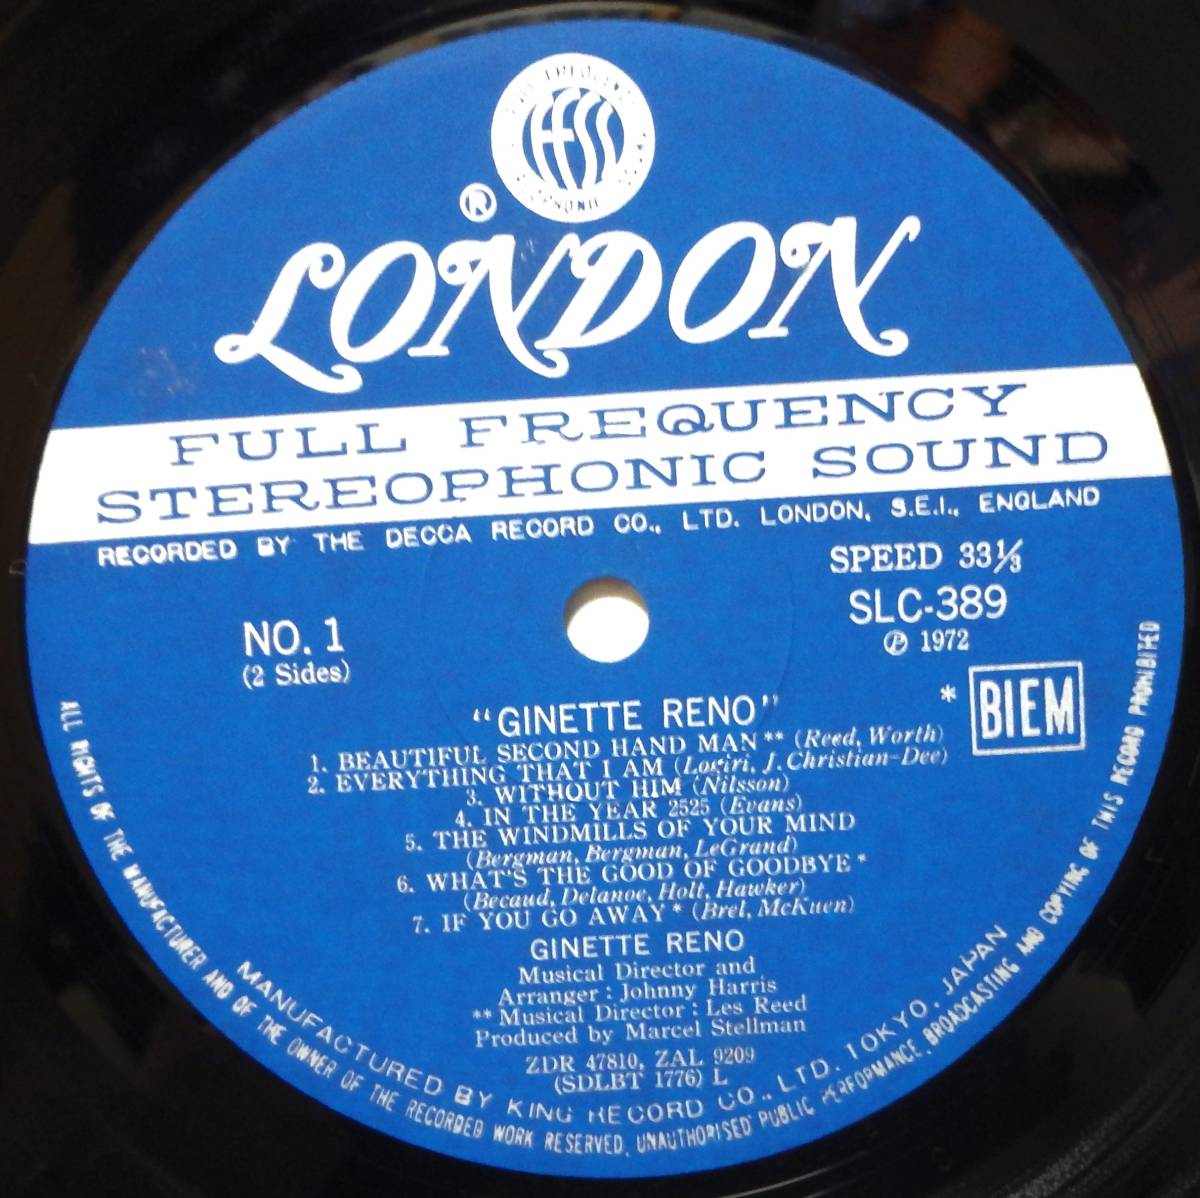 FULL FREQUENCY STEREOPHONIC SOUND
ffss
®
LONDON
FULL FREQUENCY
STEREOPHONIC SOUND
RECORDED BY THE DECCA RECORD CO., LTD. LONDON, S.E.I., ENGLAND
SPEED 33⅓
SLC-389
℗ 1972
NO. 1
(2 Sides)
* BIEM
"GINETTE RENO"
1. BEAUTIFUL SECOND HAND MAN** (Reed, Worth)
2. EVERYTHING THAT I AM (Logiri, J. Christian-Dee)
3. WITHOUT HIM (Nilsson)
4. IN THE YEAR 2525 (Evans)
5. THE WINDMILLS OF YOUR MIND
(Bergman, Bergman, LeGrand)
6. WHAT'S THE GOOD OF GOODBYE*
(Becaud, Delanoe, Holt, Hawker)
7. IF YOU GO AWAY* (Brel, McKuen)
GINETTE RENO
Musical Director and
Arranger: Johnny Harris
** Musical Director: Les Reed
Produced by Marcel Stellman
ZDR 47810, ZAL 9209
(SDLBT 1776) L
MANUFACTURED BY KING RECORD CO., LTD. TOKYO, JAPAN
ALL RIGHTS OF THE MANUFACTURER AND OF THE OWNER OF THE RECORDED WORK RESERVED. UNAUTHORISED PUBLIC PERFORMANCE, BROADCASTING AND COPYING OF THIS RECORD PROHIBITED